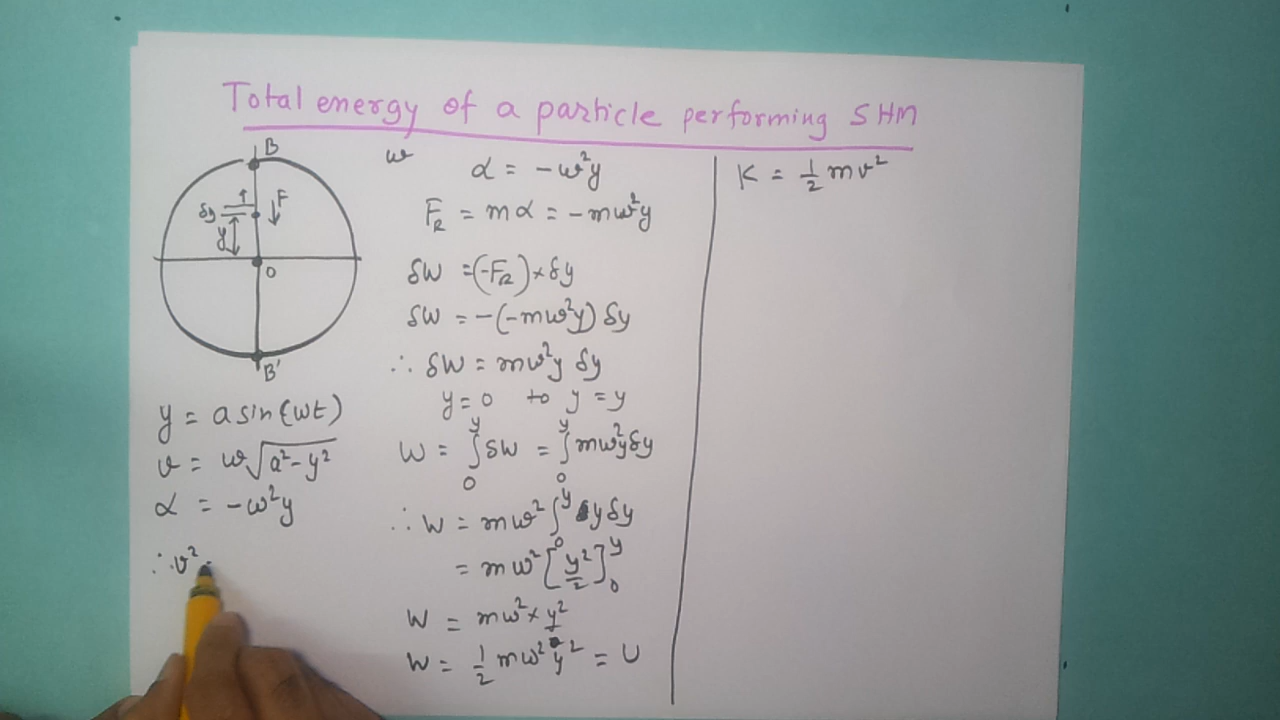 Total energy of a particle performing SHM
B
δy
F
y
O
B'
y = a sin(ωt)
v = ω√(a²-y²)
α = -ω²y
∴ v²
ω
α = -ω²y
F_R = mα = -mω²y
δW = (-F_R) × δy
δW = -(-mω²y) δy
∴ δW = mω²y δy
y=0 to y=y
W = ∫₀^y δW = ∫₀^y mω²y δy
∴ W = mω² ∫₀^y y δy
= mω² [y²/2]₀^y
W = mω² × y²/2
W = 1/2 mω² y² = U
K = 1/2 mv²